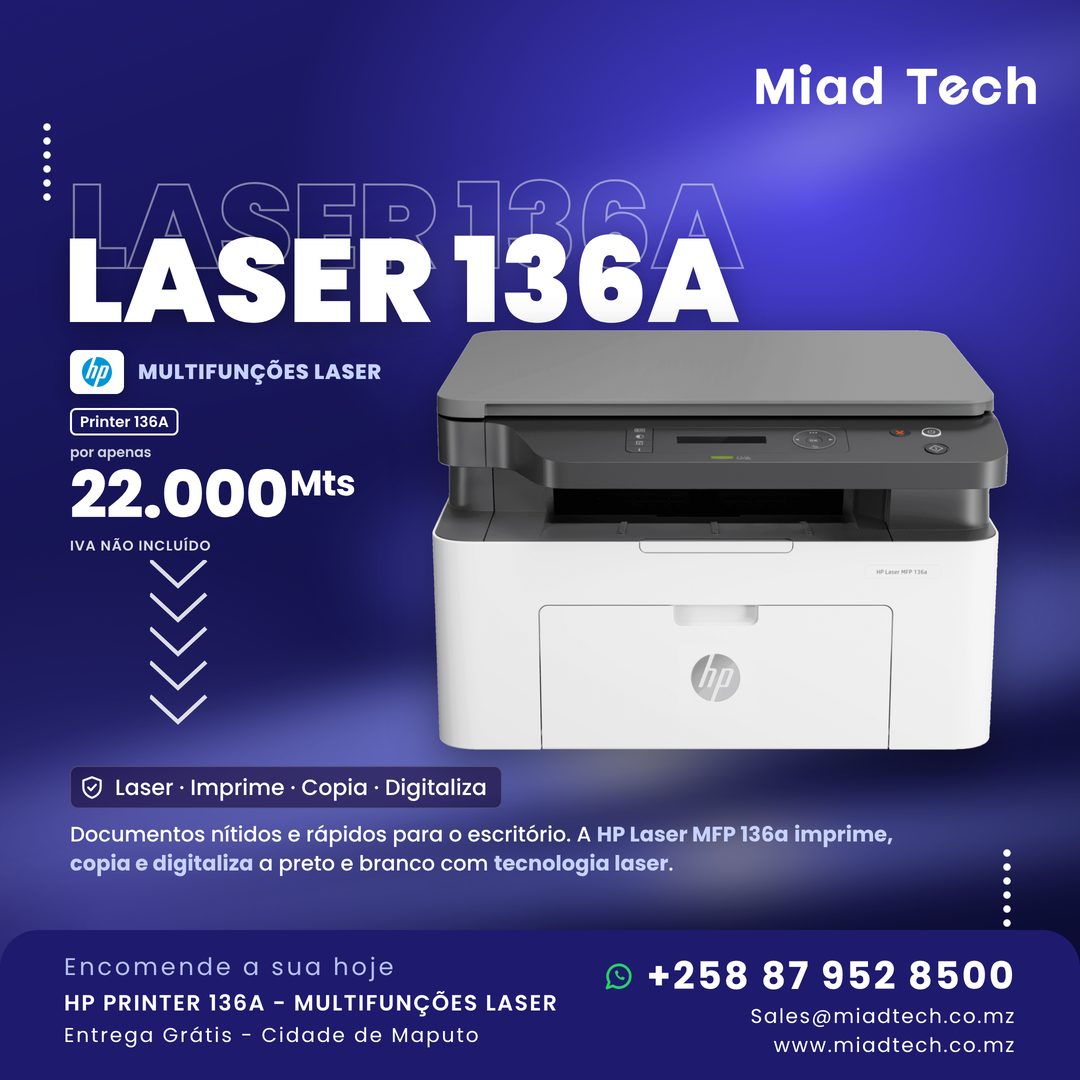 Miad Tech
LASER 136A
LASER 136A
hp
MULTIFUNÇÕES LASER
Printer 136A
por apenas
22.000Mts
IVA NÃO INCLUÍDO
HP Laser MFP 136a
hp
Laser · Imprime · Copia · Digitaliza
Documentos nítidos e rápidos para o escritório. A HP Laser MFP 136a imprime,
copia e digitaliza a preto e branco com tecnologia laser.
Encomende a sua hoje
HP PRINTER 136A – MULTIFUNÇÕES LASER
Entrega Grátis – Cidade de Maputo
+258 87 952 8500
Sales@miadtech.co.mz
www.miadtech.co.mz